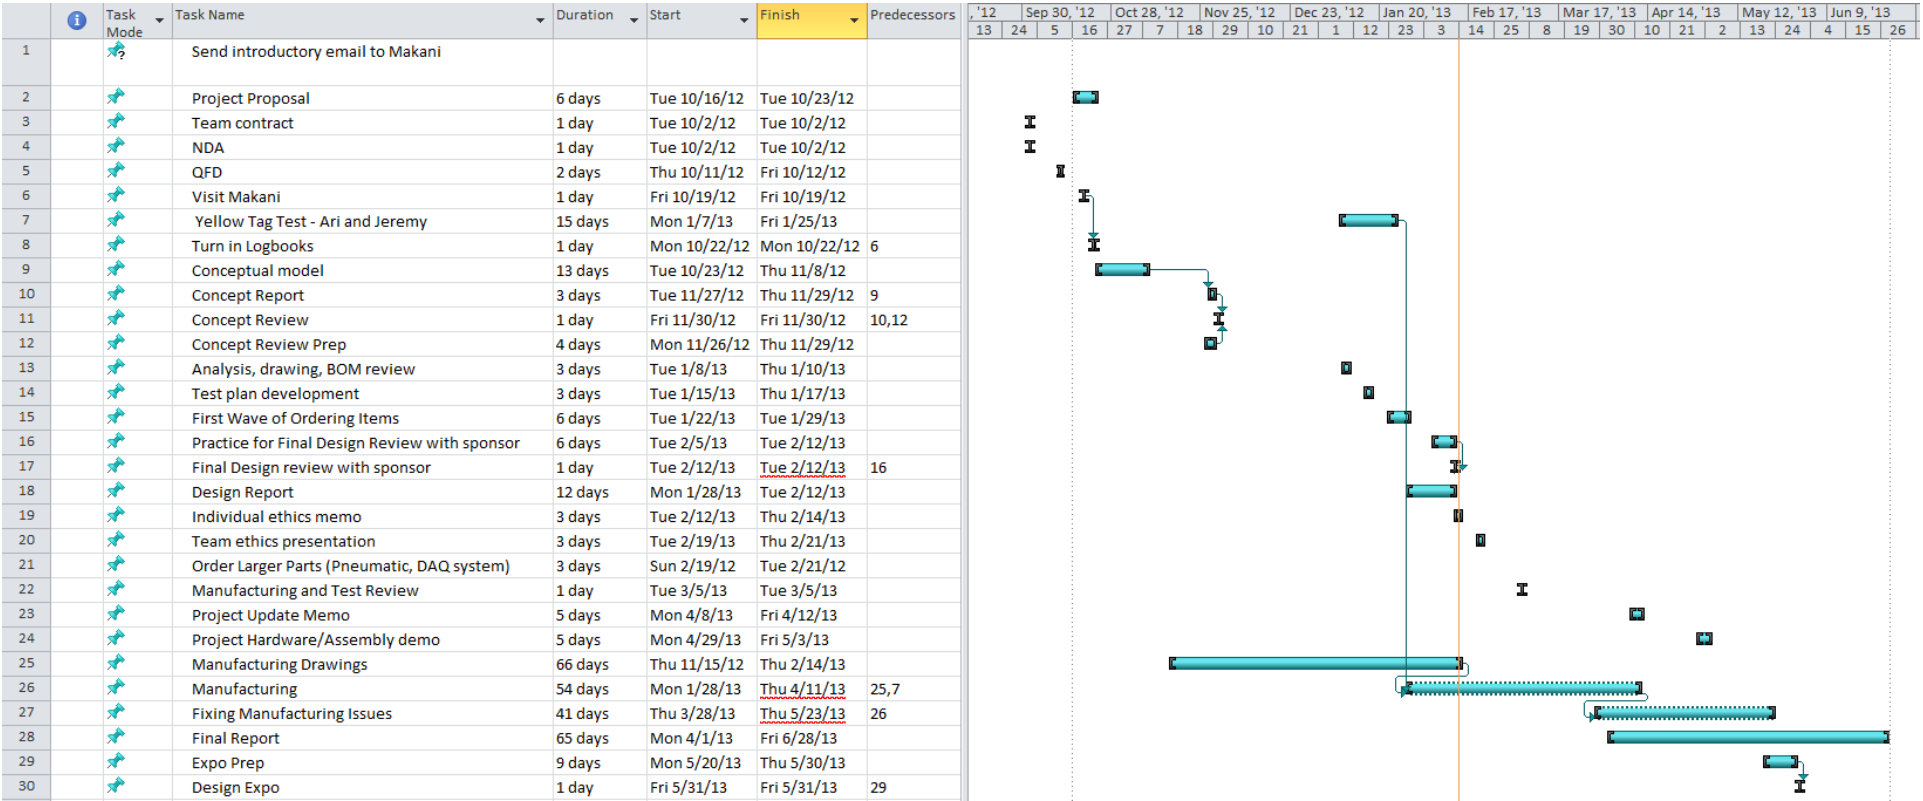 Task Mode Task Name Duration Start Finish Predecessors
, '12 Sep 30, '12 Oct 28, '12 Nov 25, '12 Dec 23, '12 Jan 20, '13 Feb 17, '13 Mar 17, '13 Apr 14, '13 May 12, '13 Jun 9, '13
13 24 5 16 27 7 18 29 10 21 1 12 23 3 14 25 8 19 30 10 21 2 13 24 4 15 26
1 Send introductory email to Makani
2 Project Proposal 6 days Tue 10/16/12 Tue 10/23/12
3 Team contract 1 day Tue 10/2/12 Tue 10/2/12
4 NDA 1 day Tue 10/2/12 Tue 10/2/12
5 QFD 2 days Thu 10/11/12 Fri 10/12/12
6 Visit Makani 1 day Fri 10/19/12 Fri 10/19/12
7 Yellow Tag Test - Ari and Jeremy 15 days Mon 1/7/13 Fri 1/25/13
8 Turn in Logbooks 1 day Mon 10/22/12 Mon 10/22/12 6
9 Conceptual model 13 days Tue 10/23/12 Thu 11/8/12
10 Concept Report 3 days Tue 11/27/12 Thu 11/29/12 9
11 Concept Review 1 day Fri 11/30/12 Fri 11/30/12 10,12
12 Concept Review Prep 4 days Mon 11/26/12 Thu 11/29/12
13 Analysis, drawing, BOM review 3 days Tue 1/8/13 Thu 1/10/13
14 Test plan development 3 days Tue 1/15/13 Thu 1/17/13
15 First Wave of Ordering Items 6 days Tue 1/22/13 Tue 1/29/13
16 Practice for Final Design Review with sponsor 6 days Tue 2/5/13 Tue 2/12/13
17 Final Design review with sponsor 1 day Tue 2/12/13 Tue 2/12/13 16
18 Design Report 12 days Mon 1/28/13 Tue 2/12/13
19 Individual ethics memo 3 days Tue 2/12/13 Thu 2/14/13
20 Team ethics presentation 3 days Tue 2/19/13 Thu 2/21/13
21 Order Larger Parts (Pneumatic, DAQ system) 3 days Sun 2/19/12 Tue 2/21/12
22 Manufacturing and Test Review 1 day Tue 3/5/13 Tue 3/5/13
23 Project Update Memo 5 days Mon 4/8/13 Fri 4/12/13
24 Project Hardware/Assembly demo 5 days Mon 4/29/13 Fri 5/3/13
25 Manufacturing Drawings 66 days Thu 11/15/12 Thu 2/14/13
26 Manufacturing 54 days Mon 1/28/13 Thu 4/11/13 25,7
27 Fixing Manufacturing Issues 41 days Thu 3/28/13 Thu 5/23/13 26
28 Final Report 65 days Mon 4/1/13 Fri 6/28/13
29 Expo Prep 9 days Mon 5/20/13 Thu 5/30/13
30 Design Expo 1 day Fri 5/31/13 Fri 5/31/13 29